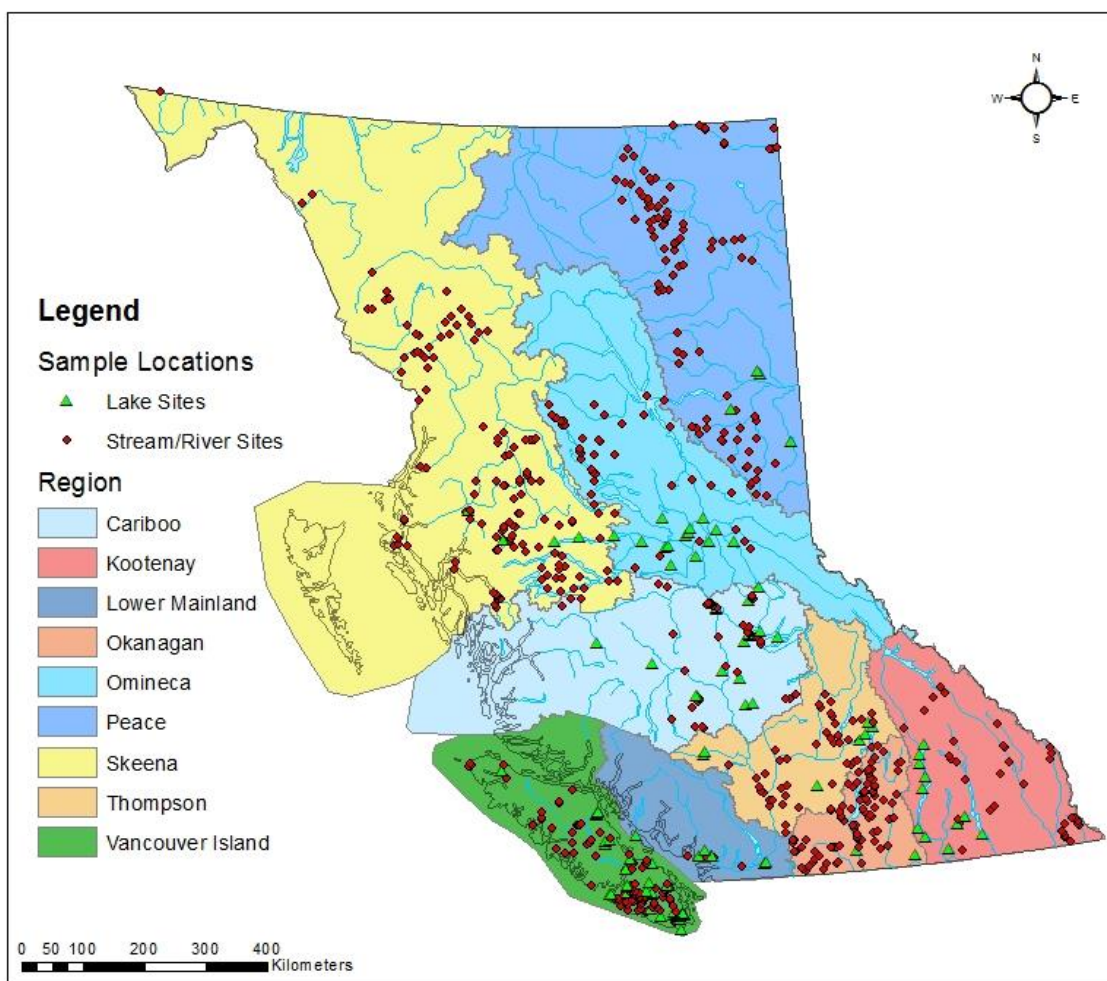 N
W E
S
Legend
Sample Locations
Lake Sites
Stream/River Sites
Region
Cariboo
Kootenay
Lower Mainland
Okanagan
Omineca
Peace
Skeena
Thompson
Vancouver Island
0 50 100 200 300 400
Kilometers